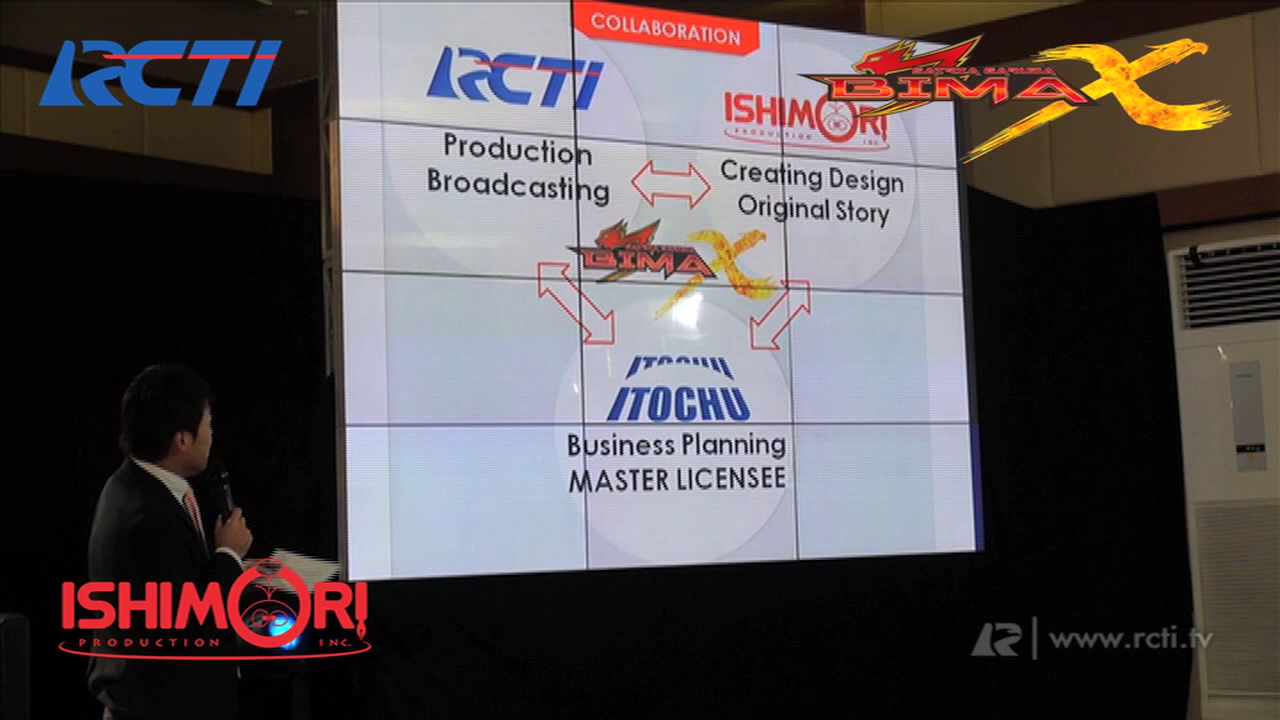 RCTI
COLLABORATION
RCTI
ISHIMORI
PRODUCTION INC.
BIMA X
Production
Broadcasting
Creating Design
Original Story
BIMA X
ITOCHU
ITOCHU
Business Planning
MASTER LICENSEE
ISHIMORI
PRODUCTION INC.
R | www.rcti.tv